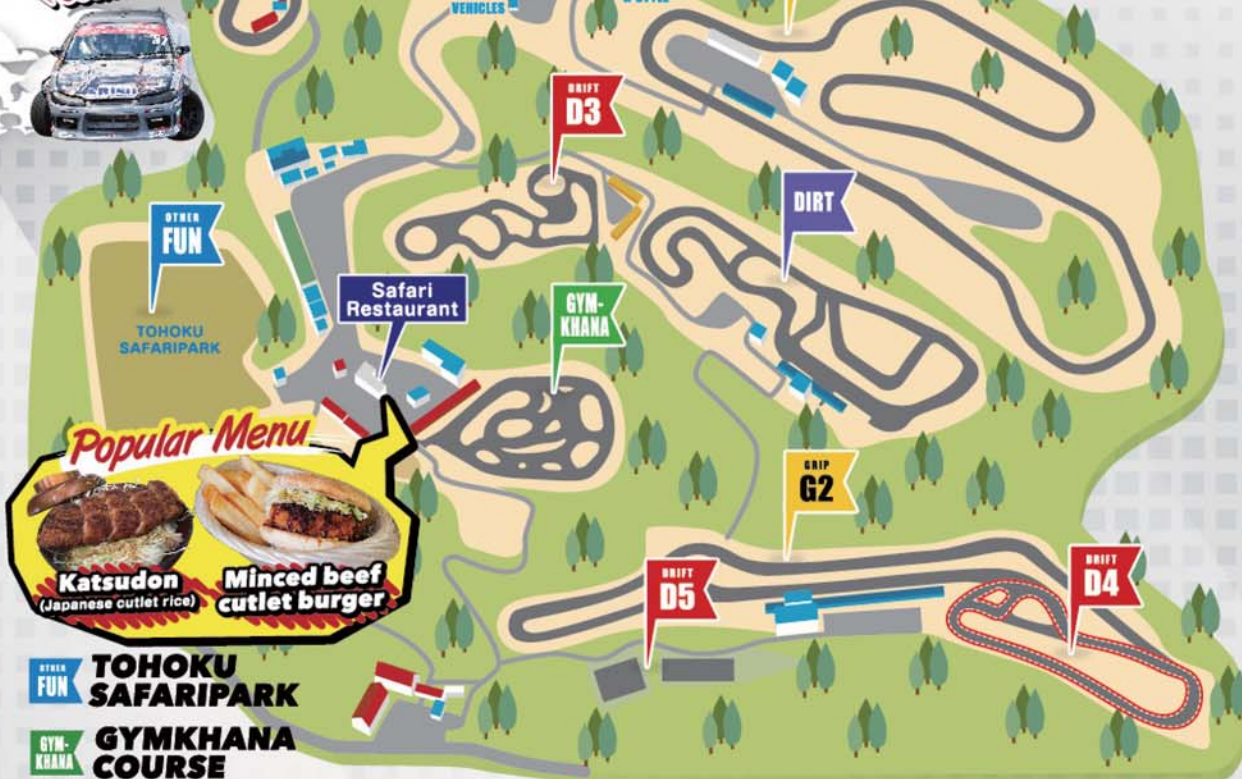 VEHICLES
DRIFT
D3
DIRT
OTHER
FUN
TOHOKU
SAFARIPARK
Safari
Restaurant
GYM-
KHANA
Popular Menu
Katsudon
(Japanese cutlet rice)
Minced beef
cutlet burger
GRIP
G2
DRIFT
D5
DRIFT
D4
OTHER
FUN
TOHOKU
SAFARIPARK
GYM-
KHANA
GYMKHANA
COURSE